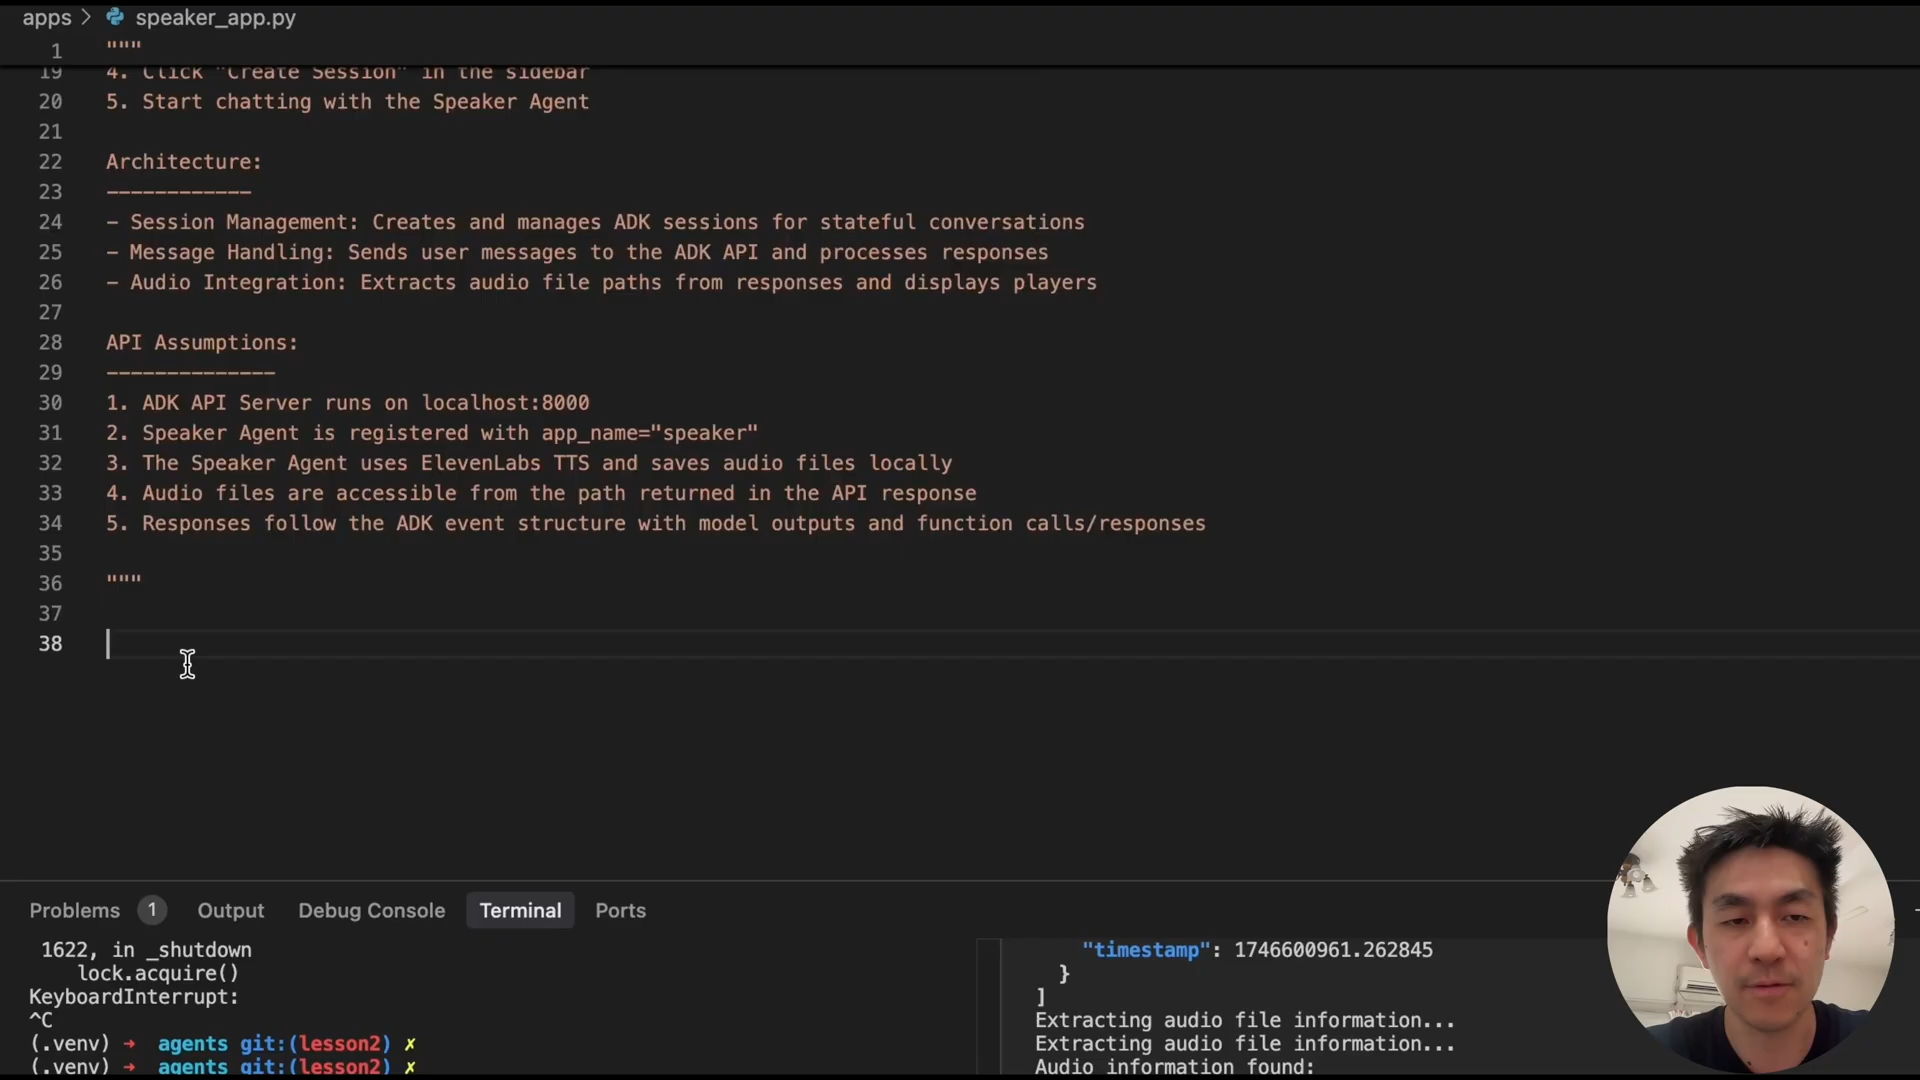 apps > speaker_app.py
1 """
19 4. Click "Create Session" in the sidebar
20 5. Start chatting with the Speaker Agent
21
22 Architecture:
23 ------------
24 - Session Management: Creates and manages ADK sessions for stateful conversations
25 - Message Handling: Sends user messages to the ADK API and processes responses
26 - Audio Integration: Extracts audio file paths from responses and displays players
27
28 API Assumptions:
29 --------------
30 1. ADK API Server runs on localhost:8000
31 2. Speaker Agent is registered with app_name="speaker"
32 3. The Speaker Agent uses ElevenLabs TTS and saves audio files locally
33 4. Audio files are accessible from the path returned in the API response
34 5. Responses follow the ADK event structure with model outputs and function calls/responses
35
36 """
37
38
Problems 1 Output Debug Console Terminal Ports
1622, in _shutdown
lock.acquire()
KeyboardInterrupt:
^C
(.venv) → agents git:(lesson2) ✗
(.venv) → agents git:(lesson2) ✗
"timestamp": 1746600961.262845
}
]
Extracting audio file information...
Extracting audio file information...
Audio information found: